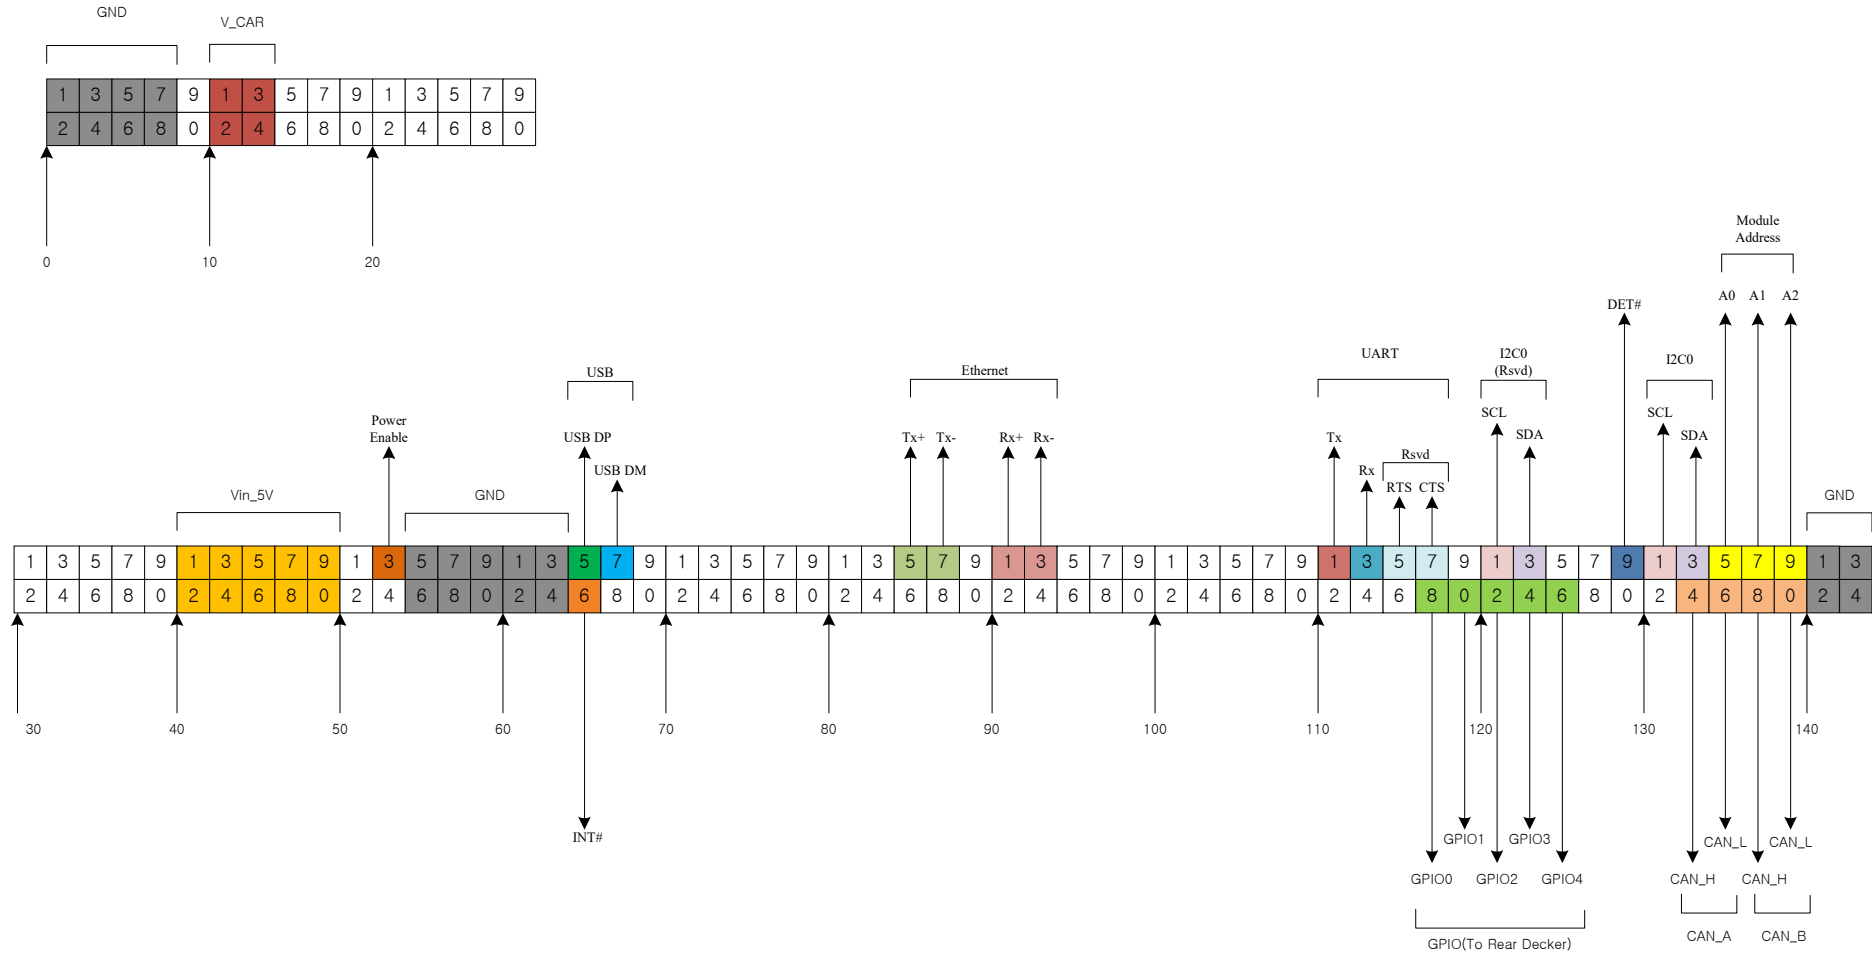 GND
V_CAR
1 3 5 7 9 1 3 5 7 9 1 3 5 7 9
2 4 6 8 0 2 4 6 8 0 2 4 6 8 0
0 10 20
Module
Address
DET# A0 A1 A2
UART I2C0 I2C0
(Rsvd)
USB Ethernet
Power
Enable
USB DP
USB DM
Tx+ Tx- Rx+ Rx-
Tx
Rx
Rsvd
RTS CTS
SCL
SDA
SCL
SDA
Vin_5V GND GND
1 3 5 7 9 1 3 5 7 9 1 3 5 7 9 1 3 5 7 9 1 3 5 7 9 1 3 5 7 9 1 3 5 7 9 1 3 5 7 9 1 3 5 7 9 1 3 5 7 9 1 3 5 7 9 1 3
2 4 6 8 0 2 4 6 8 0 2 4 6 8 0 2 4 6 8 0 2 4 6 8 0 2 4 6 8 0 2 4 6 8 0 2 4 6 8 0 2 4 6 8 0 2 4 6 8 0 2 4 6 8 0 2 4
30 40 50 60 70 80 90 100 110 120 130 140
INT#
GPIO1 GPIO3 CAN_L CAN_L
GPIO0 GPIO2 GPIO4 CAN_H CAN_H
GPIO(To Rear Decker) CAN_A CAN_B